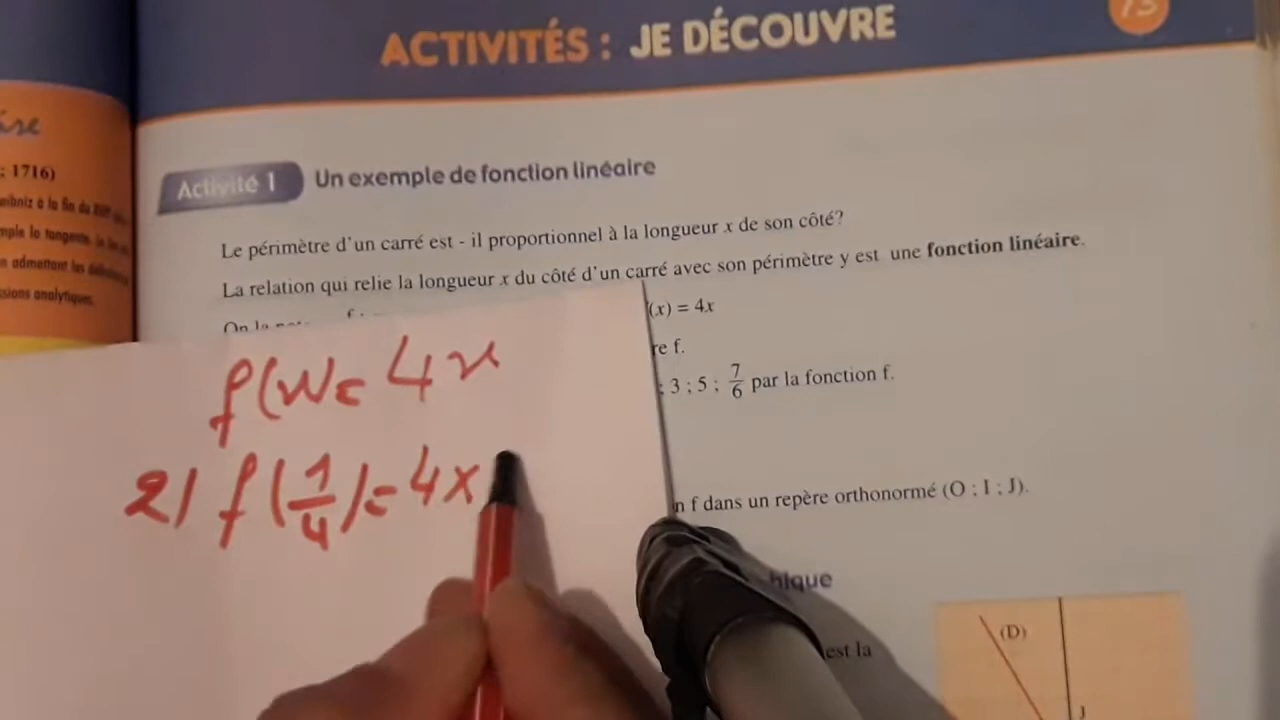 13
ACTIVITÉS : JE DÉCOUVRE
: 1716)
Activité 1 Un exemple de fonction linéaire
Le périmètre d'un carré est - il proportionnel à la longueur x de son côté?
La relation qui relie la longueur x du côté d'un carré avec son périmètre y est une fonction linéaire.
On la (x) = 4x
re f.
; 3 ; 5 ; 7/6 par la fonction f.
n f dans un repère orthonormé (O ; I ; J).
hique
est la
(D)
J
f(x)= 4x
2) f(1/4)= 4x